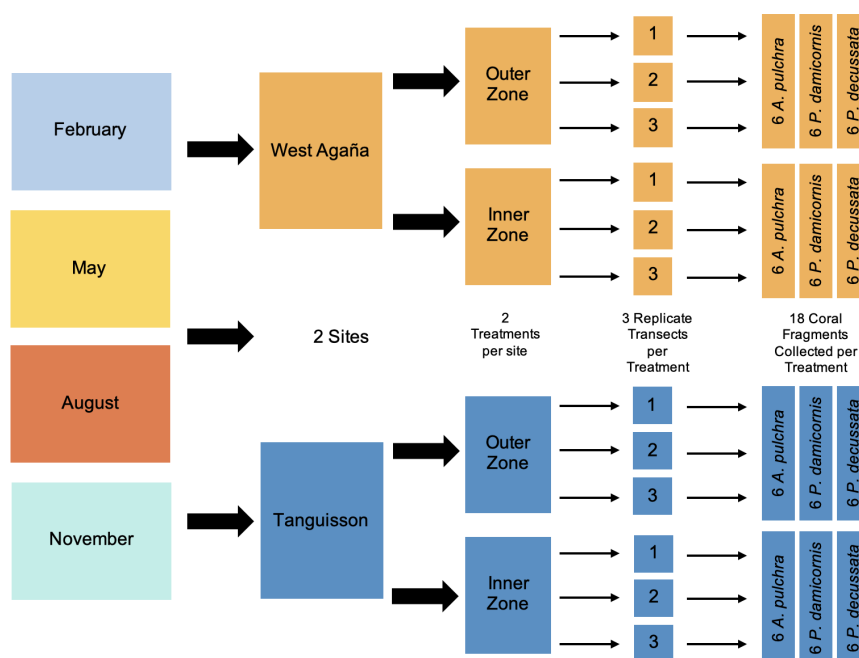 February
May
August
November
West Agaña
2 Sites
Tanguisson
Outer
Zone
1
2
3
6 A. pulchra
6 P. damicornis
6 P. decussata
Inner
Zone
1
2
3
6 A. pulchra
6 P. damicornis
6 P. decussata
2
Treatments
per site
3 Replicate
Transects
per
Treatment
18 Coral
Fragments
Collected per
Treatment
Outer
Zone
1
2
3
6 A. pulchra
6 P. damicornis
6 P. decussata
Inner
Zone
1
2
3
6 A. pulchra
6 P. damicornis
6 P. decussata